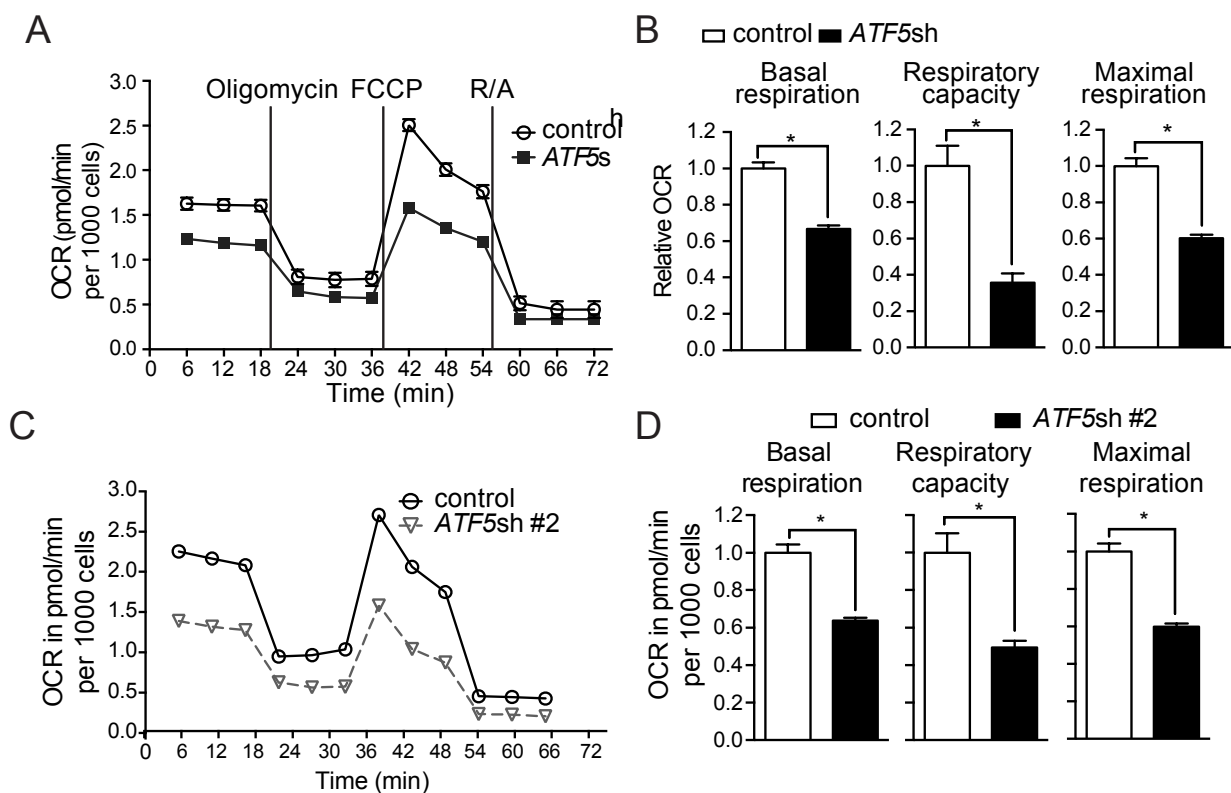 A
Oligomycin FCCP R/A
h
control
ATF5s
OCR (pmol/min
per 1000 cells)
3.0
2.5
2.0
1.5
1.0
0.5
0.0
0 6 12 18 24 30 36 42 48 54 60 66 72
Time (min)
B
control ATF5sh
Basal
respiration
Respiratory
capacity
Maximal
respiration
Relative OCR
1.2
1.0
0.8
0.6
0.4
0.2
0.0
*
1.2
1.0
0.8
0.6
0.4
0.2
0.0
*
1.2
1.0
0.8
0.6
0.4
0.2
0.0
*
C
control
ATF5sh #2
OCR in pmol/min
per 1000 cells
3.0
2.5
2.0
1.5
1.0
0.5
0.0
0 6 12 18 24 30 36 42 48 54 60 66 72
Time (min)
D
control ATF5sh #2
Basal
respiration
Respiratory
capacity
Maximal
respiration
OCR in pmol/min
per 1000 cells
1.2
1.0
0.8
0.6
0.4
0.2
0.0
*
*
*